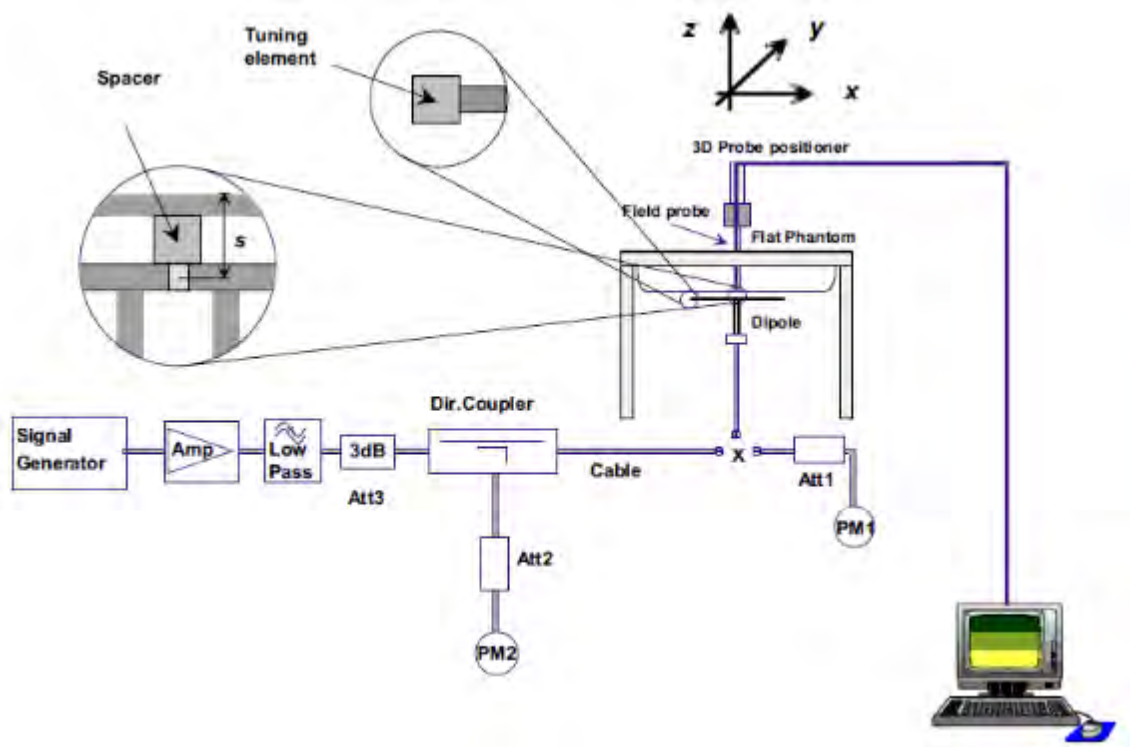 Tuning
element
Spacer
z
y
x
s
3D Probe positioner
Field probe
Flat Phantom
Dipole
Dir.Coupler
Signal
Generator
Amp
Low
Pass
3dB
Att3
Cable
x
Att1
PM1
Att2
PM2